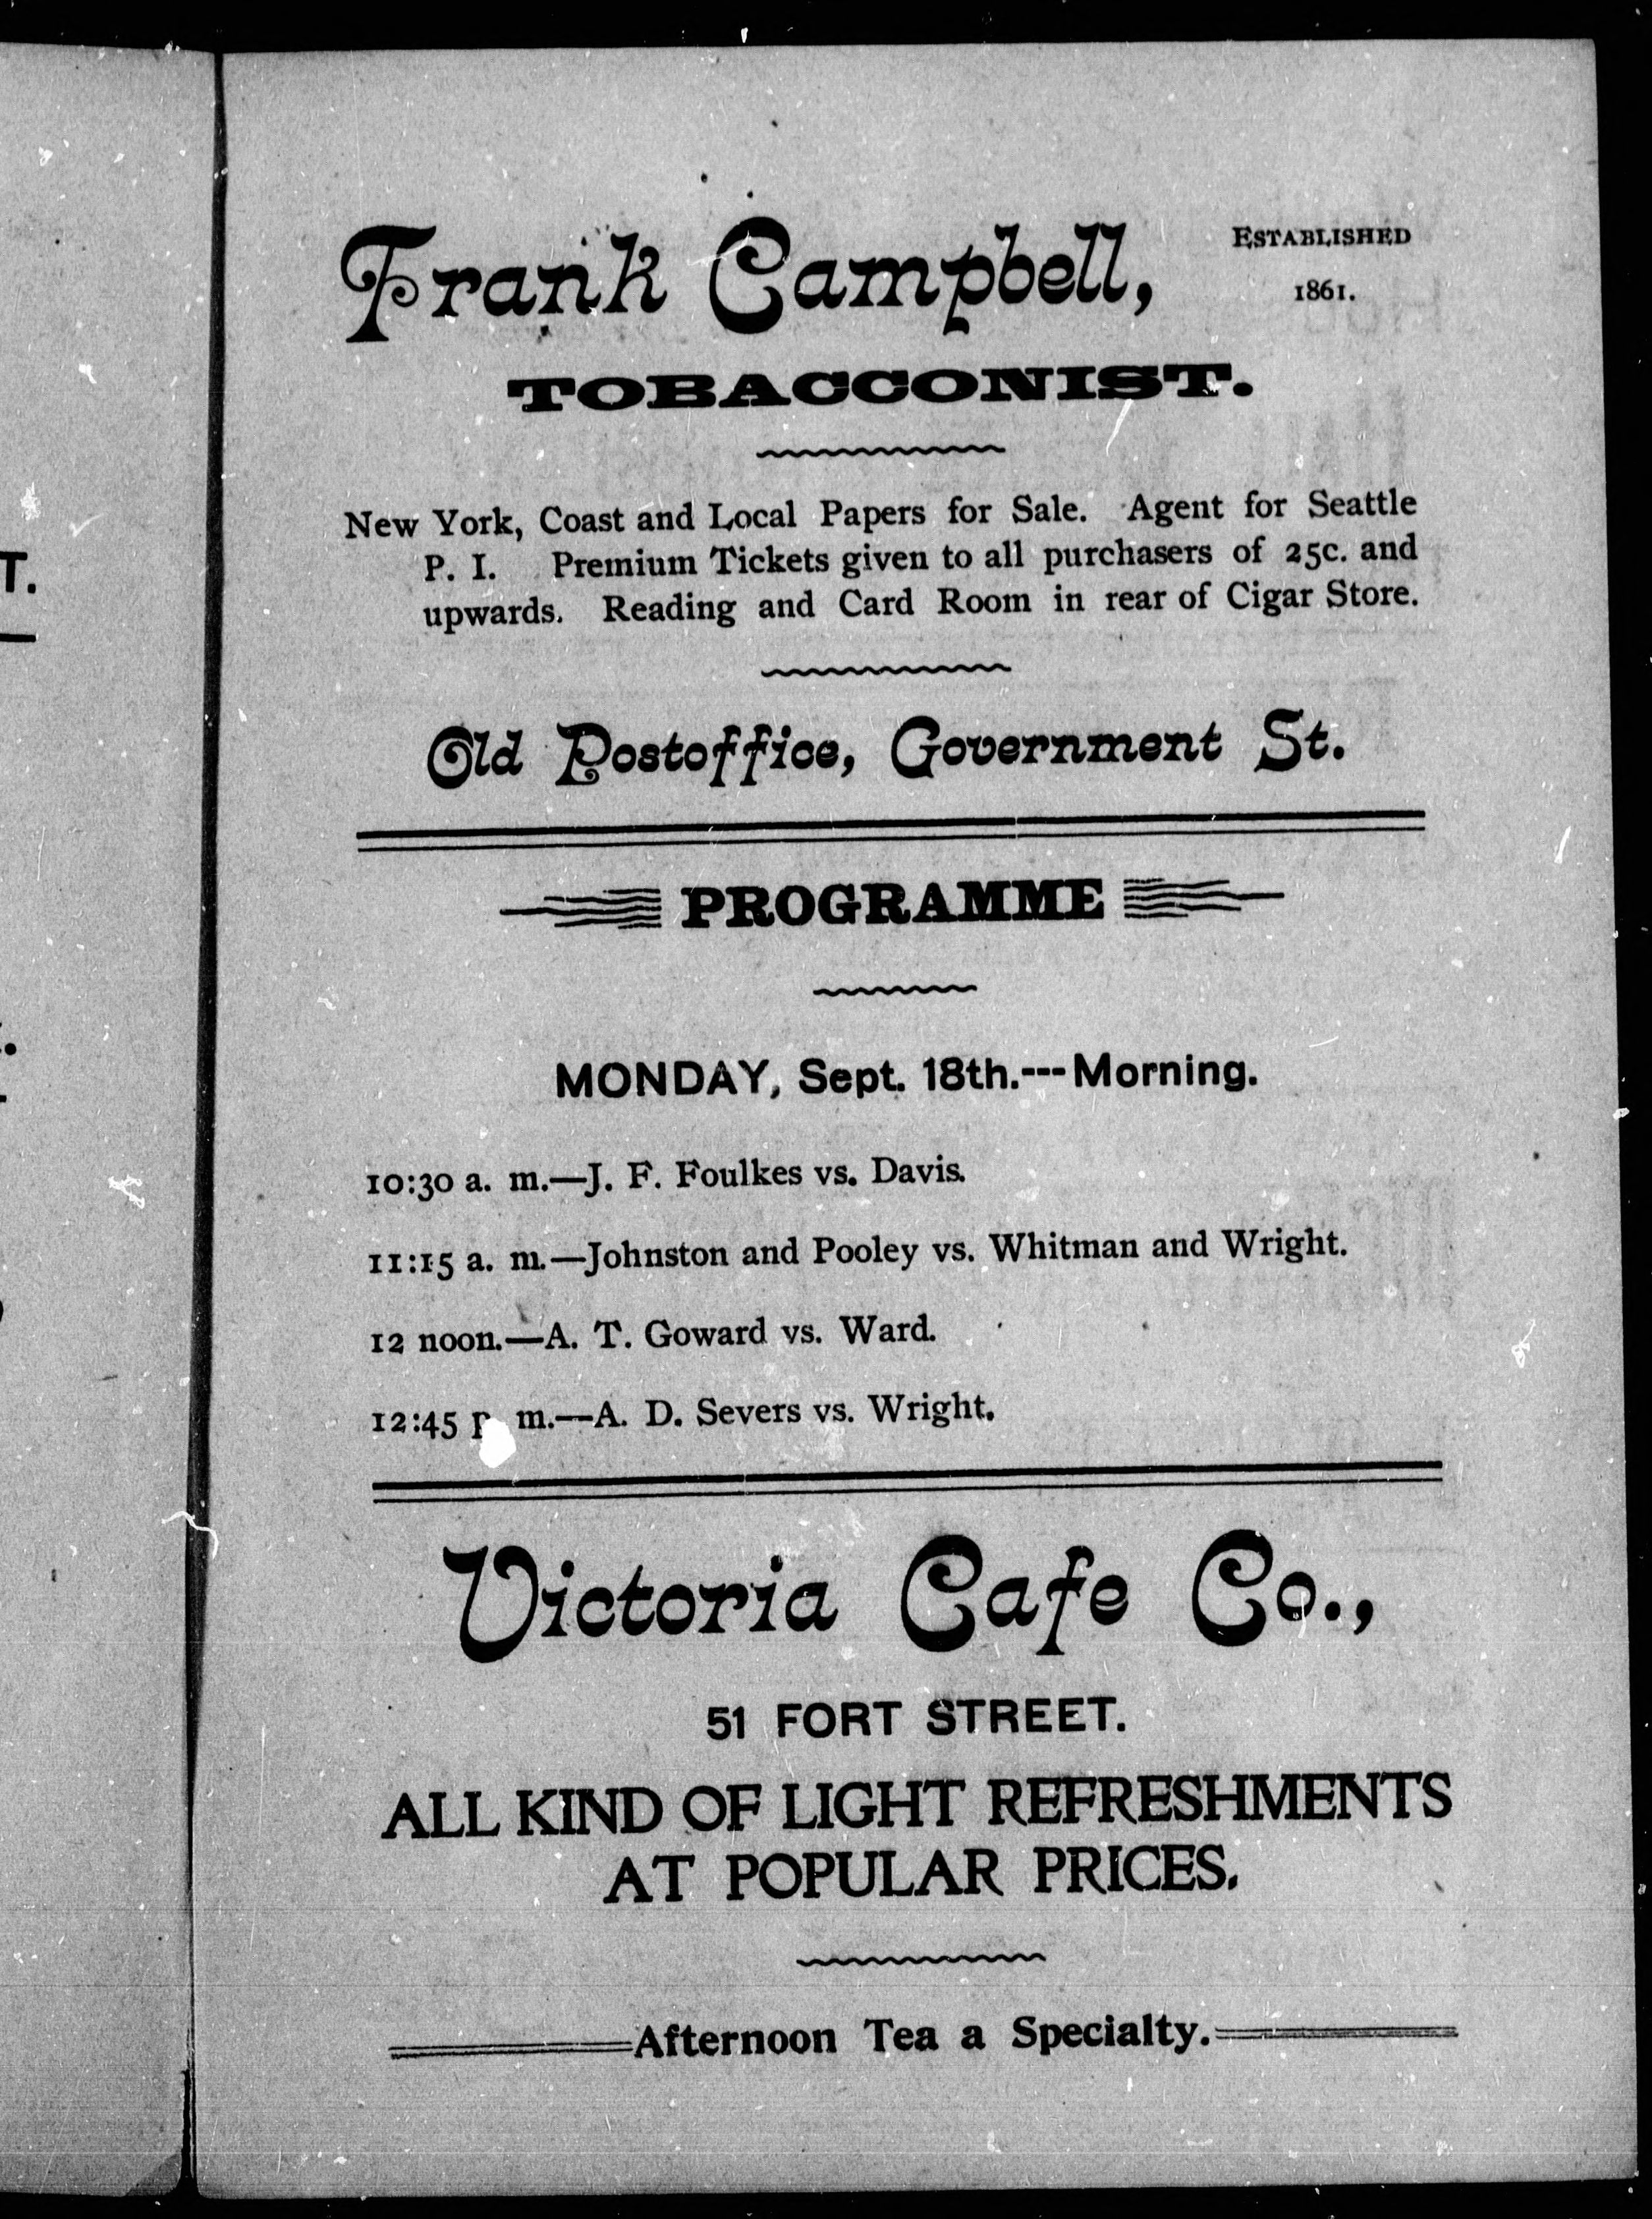 Frank Campbell,
ESTABLISHED
1861.
TOBACCONIST.
New York, Coast and Local Papers for Sale. Agent for Seattle
P. I. Premium Tickets given to all purchasers of 25c. and
upwards. Reading and Card Room in rear of Cigar Store.
Old Postoffice, Government St.
PROGRAMME
MONDAY, Sept. 18th.---Morning.
10:30 a. m.—J. F. Foulkes vs. Davis.
11:15 a. m.—Johnston and Pooley vs. Whitman and Wright.
12 noon.—A. T. Goward vs. Ward.
12:45 p m.—A. D. Severs vs. Wright.
Victoria Cafe Co.,
51 FORT STREET.
ALL KIND OF LIGHT REFRESHMENTS
AT POPULAR PRICES.
Afternoon Tea a Specialty.